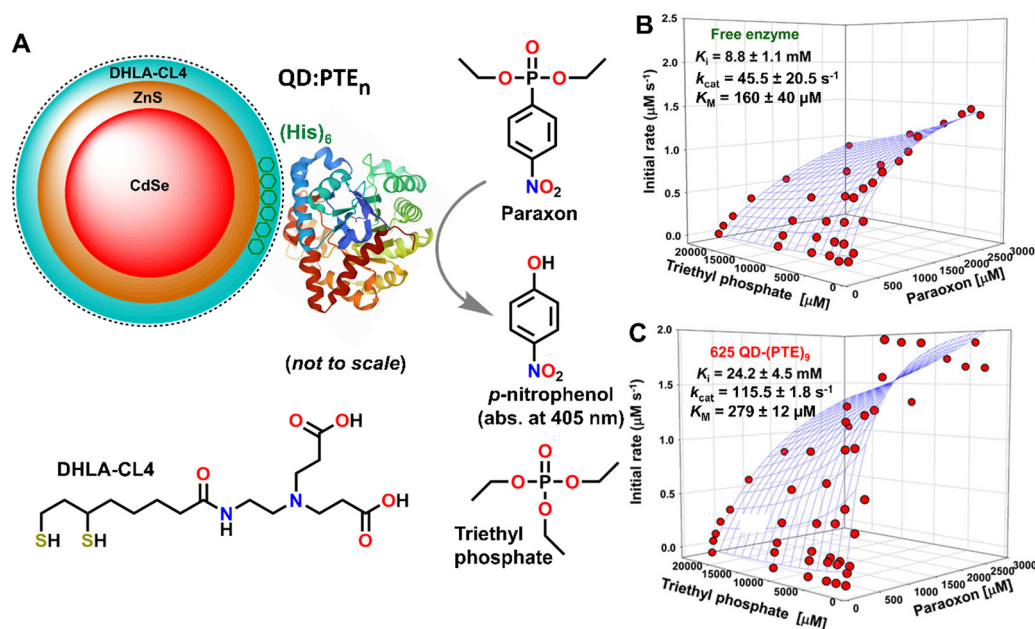 A
DHLA-CL4
ZnS
CdSe
QD:PTEn
(His)6
O
O P O
O
NO2
Paraxon
OH
NO2
p-nitrophenol
(abs. at 405 nm)
(not to scale)
DHLA-CL4
O
OH
O
N
N
H
OH
O
SH SH
O
O P O
O
Triethyl
phosphate
B
Free enzyme
Ki = 8.8 ± 1.1 mM
kcat = 45.5 ± 20.5 s-1
KM = 160 ± 40 µM
Initial rate (µM s-1)
2.0
1.5
1.0
0.5
0.0
20000
15000
10000
5000
0
Triethyl phosphate [µM]
0
500
1000
1500
2000
2500
3000
Paraoxon [µM]
C
625 QD-(PTE)9
Ki = 24.2 ± 4.5 mM
kcat = 115.5 ± 1.8 s-1
KM = 279 ± 12 µM
Initial rate (µM s-1)
2.0
1.5
1.0
0.5
0.0
20000
15000
10000
5000
0
Triethyl phosphate [µM]
0
500
1000
1500
2000
2500
3000
Paraoxon [µM]